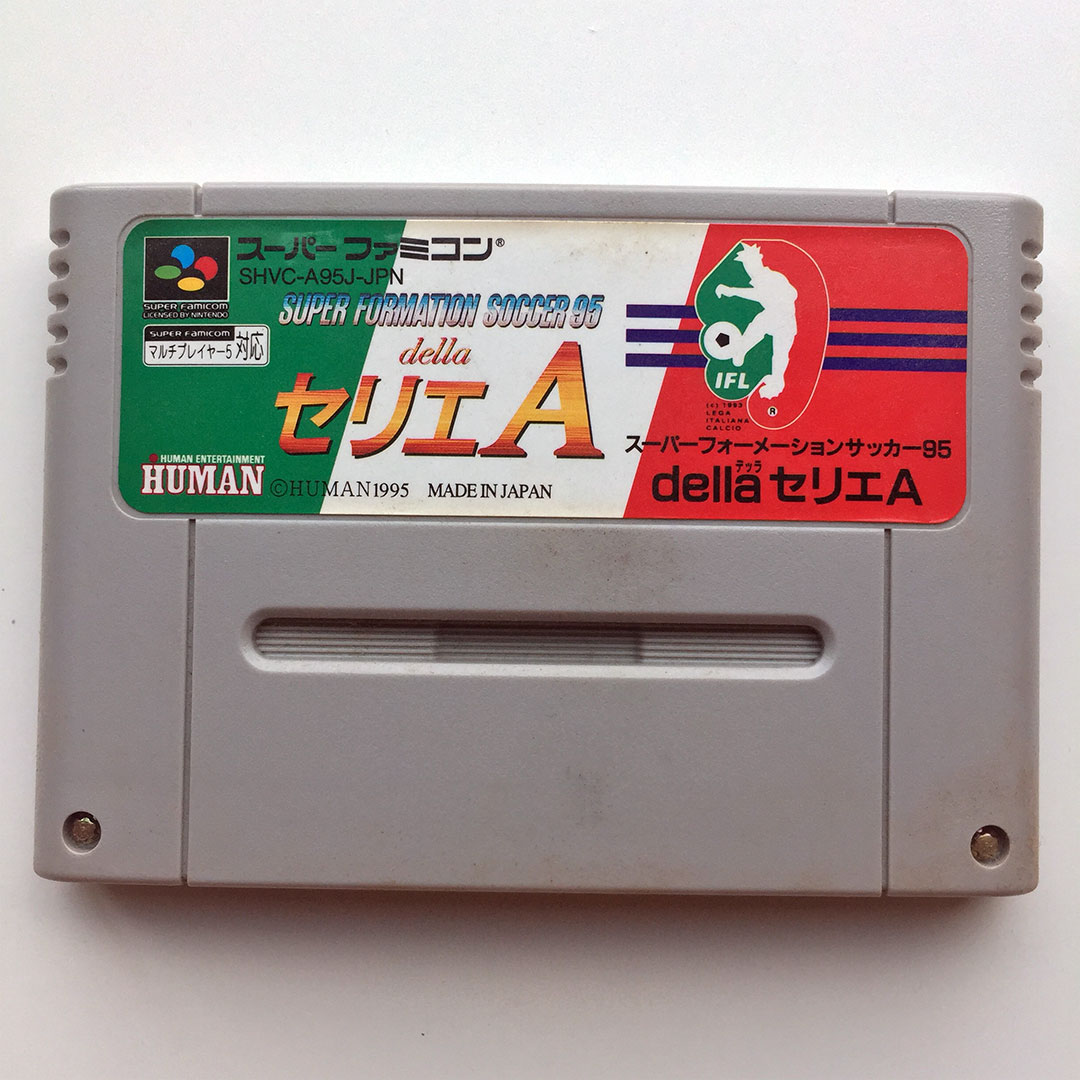 スーパーファミコン®
SHVC-A95J-JPN
SUPER FAMICOM
LICENSED BY NINTENDO
SUPER FAMICOM
マルチプレイヤー5対応
SUPER FORMATION SOCCER 95
della
セリエA
HUMAN ENTERTAINMENT
HUMAN
©HUMAN1995 MADE IN JAPAN
IFL
®
(c) 1993
LEGA
ITALIANA
CALCIO
スーパーフォーメーションサッカー95
デッラ
della セリエA